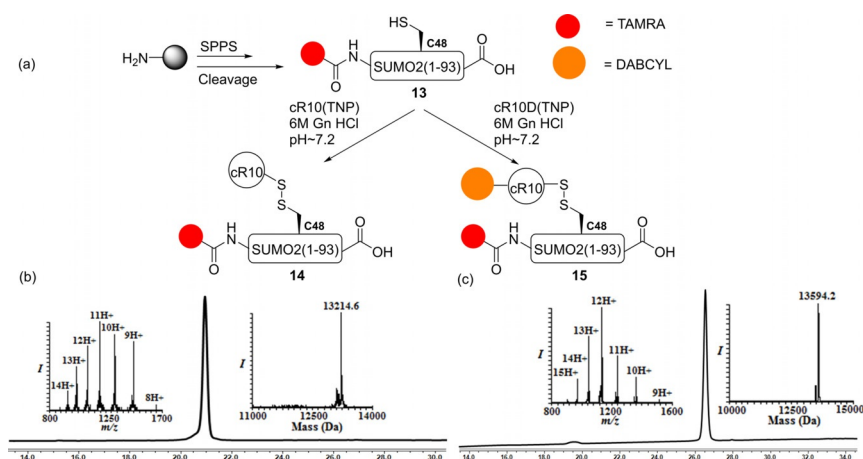 (a)
H₂N
SPPS
Cleavage
HS
C48
O
N
H
SUMO2(1-93)
O
OH
13
= TAMRA
= DABCYL
cR10(TNP)
6M Gn HCl
pH~7.2
cR10D(TNP)
6M Gn HCl
pH~7.2
cR10
S
S
C48
O
H
N
SUMO2(1-93)
O
OH
14
cR10
S
S
C48
O
H
N
SUMO2(1-93)
O
OH
15
(b)
I
14H+
13H+
12H+
11H+
10H+
9H+
8H+
800
1250
1700
m/z
I
13214.6
11000
12500
14000
Mass (Da)
14.0
16.0
18.0
20.0
22.0
24.0
26.0
28.0
30.0
(c)
I
15H+
14H+
13H+
12H+
11H+
10H+
9H+
800
1200
1600
m/z
I
13594.2
10000
12500
15000
Mass (Da)
14.0
16.0
18.0
20.0
22.0
24.0
26.0
28.0
30.0
32.0
34.0